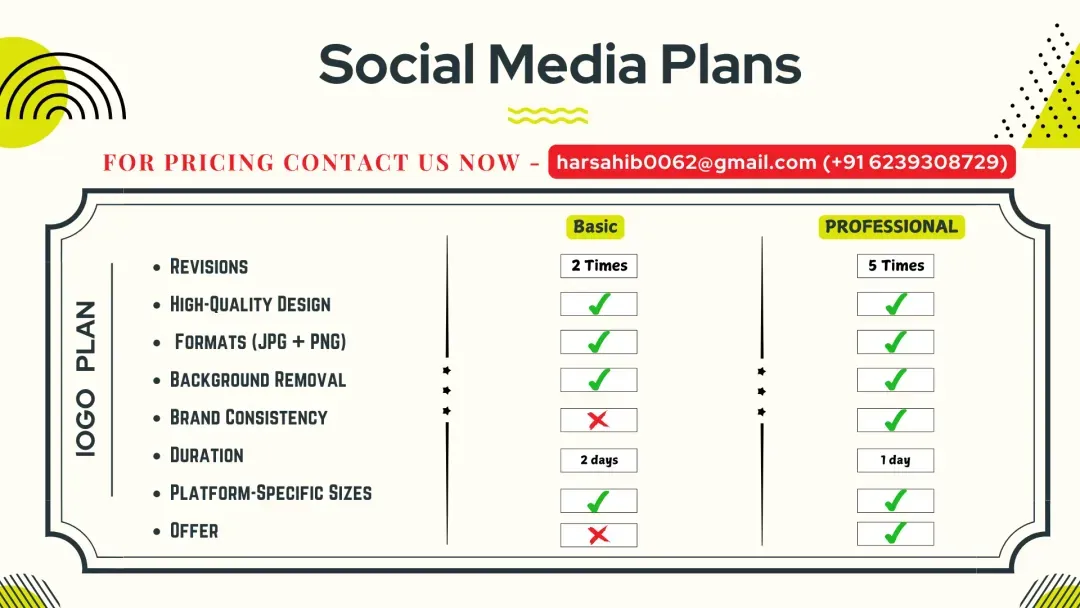 Social Media Plans
FOR PRICING CONTACT US NOW - harsahib0062@gmail.com (+91 6239308729)
Basic PROFESSIONAL
lOGO PLAN
• REVISIONS 2 Times 5 Times
• HIGH-QUALITY DESIGN ✓ ✓
• FORMATS (JPG + PNG) ✓ ✓
• BACKGROUND REMOVAL ✓ ✓
• BRAND CONSISTENCY ✗ ✓
• DURATION 2 days 1 day
• PLATFORM-SPECIFIC SIZES ✓ ✓
• OFFER ✗ ✓